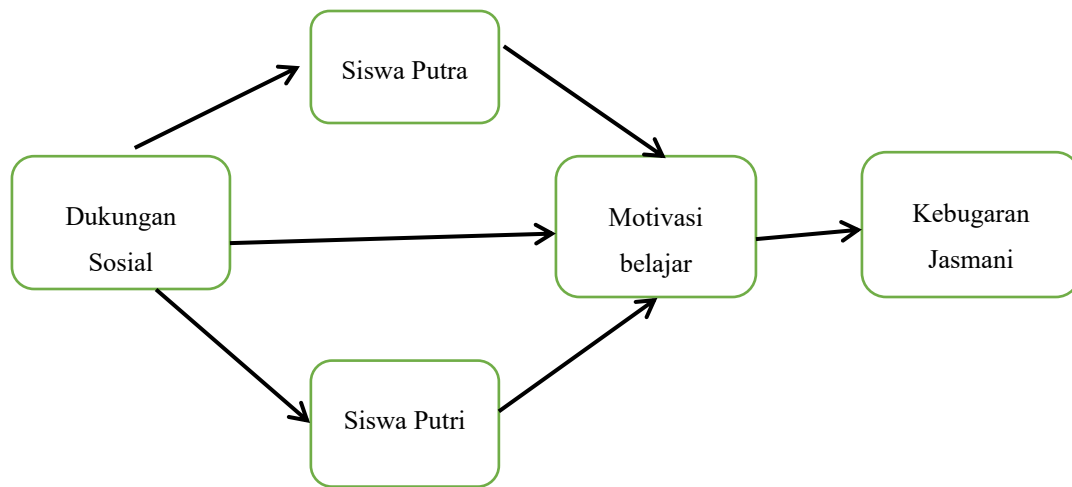 Siswa Putra
Dukungan
Sosial
Motivasi
belajar
Kebugaran
Jasmani
Siswa Putri